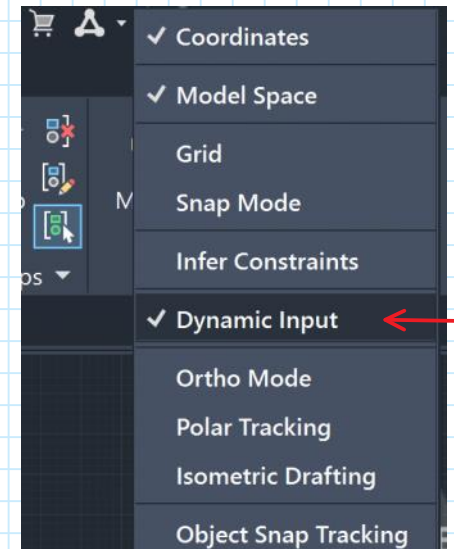 Coordinates
Model Space
Grid
Snap Mode
M
Infer Constraints
ps
Dynamic Input
Ortho Mode
Polar Tracking
Isometric Drafting
Object Snap Tracking